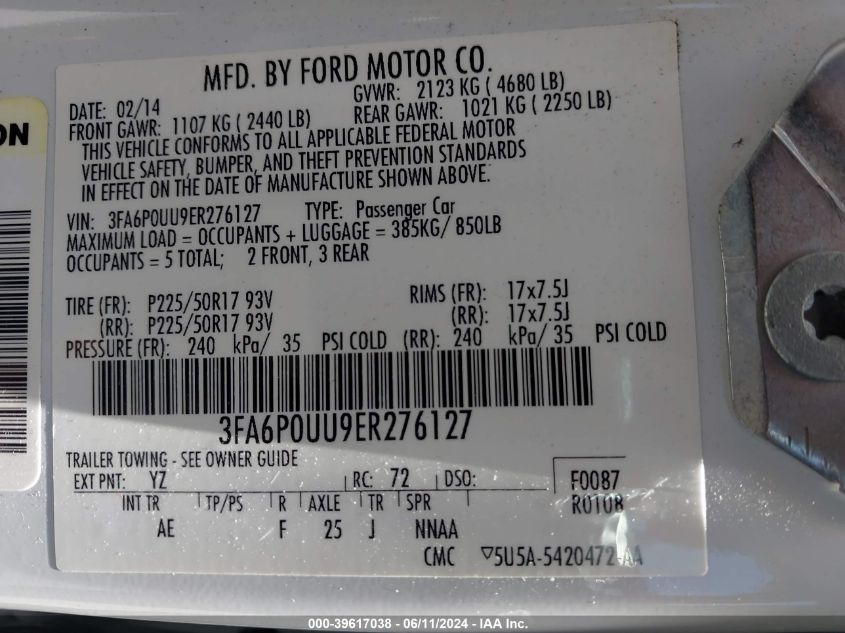 MFD. BY FORD MOTOR CO.
DATE: 02/14 GVWR: 2123 KG ( 4680 LB)
FRONT GAWR: 1107 KG ( 2440 LB) REAR GAWR: 1021 KG ( 2250 LB)
THIS VEHICLE CONFORMS TO ALL APPLICABLE FEDERAL MOTOR
VEHICLE SAFETY, BUMPER, AND THEFT PREVENTION STANDARDS
IN EFFECT ON THE DATE OF MANUFACTURE SHOWN ABOVE.
VIN: 3FA6P0UU9ER276127 TYPE: Passenger Car
MAXIMUM LOAD = OCCUPANTS + LUGGAGE = 385KG/ 850LB
OCCUPANTS = 5 TOTAL; 2 FRONT, 3 REAR
TIRE (FR): P225/50R17 93V RIMS (FR): 17x7.5J
(RR): P225/50R17 93V (RR): 17x7.5J
PRESSURE (FR): 240 kPa/ 35 PSI COLD (RR): 240 kPa/ 35 PSI COLD
3FA6P0UU9ER276127
TRAILER TOWING - SEE OWNER GUIDE
EXT PNT: YZ RC: 72 DSO: F0087
INT TR TP/PS R AXLE TR SPR R0108
AE F 25 J NNAA
CMC ▽5U5A-5420472-AA
ON
000-39617038 - 06/11/2024 - IAA Inc.